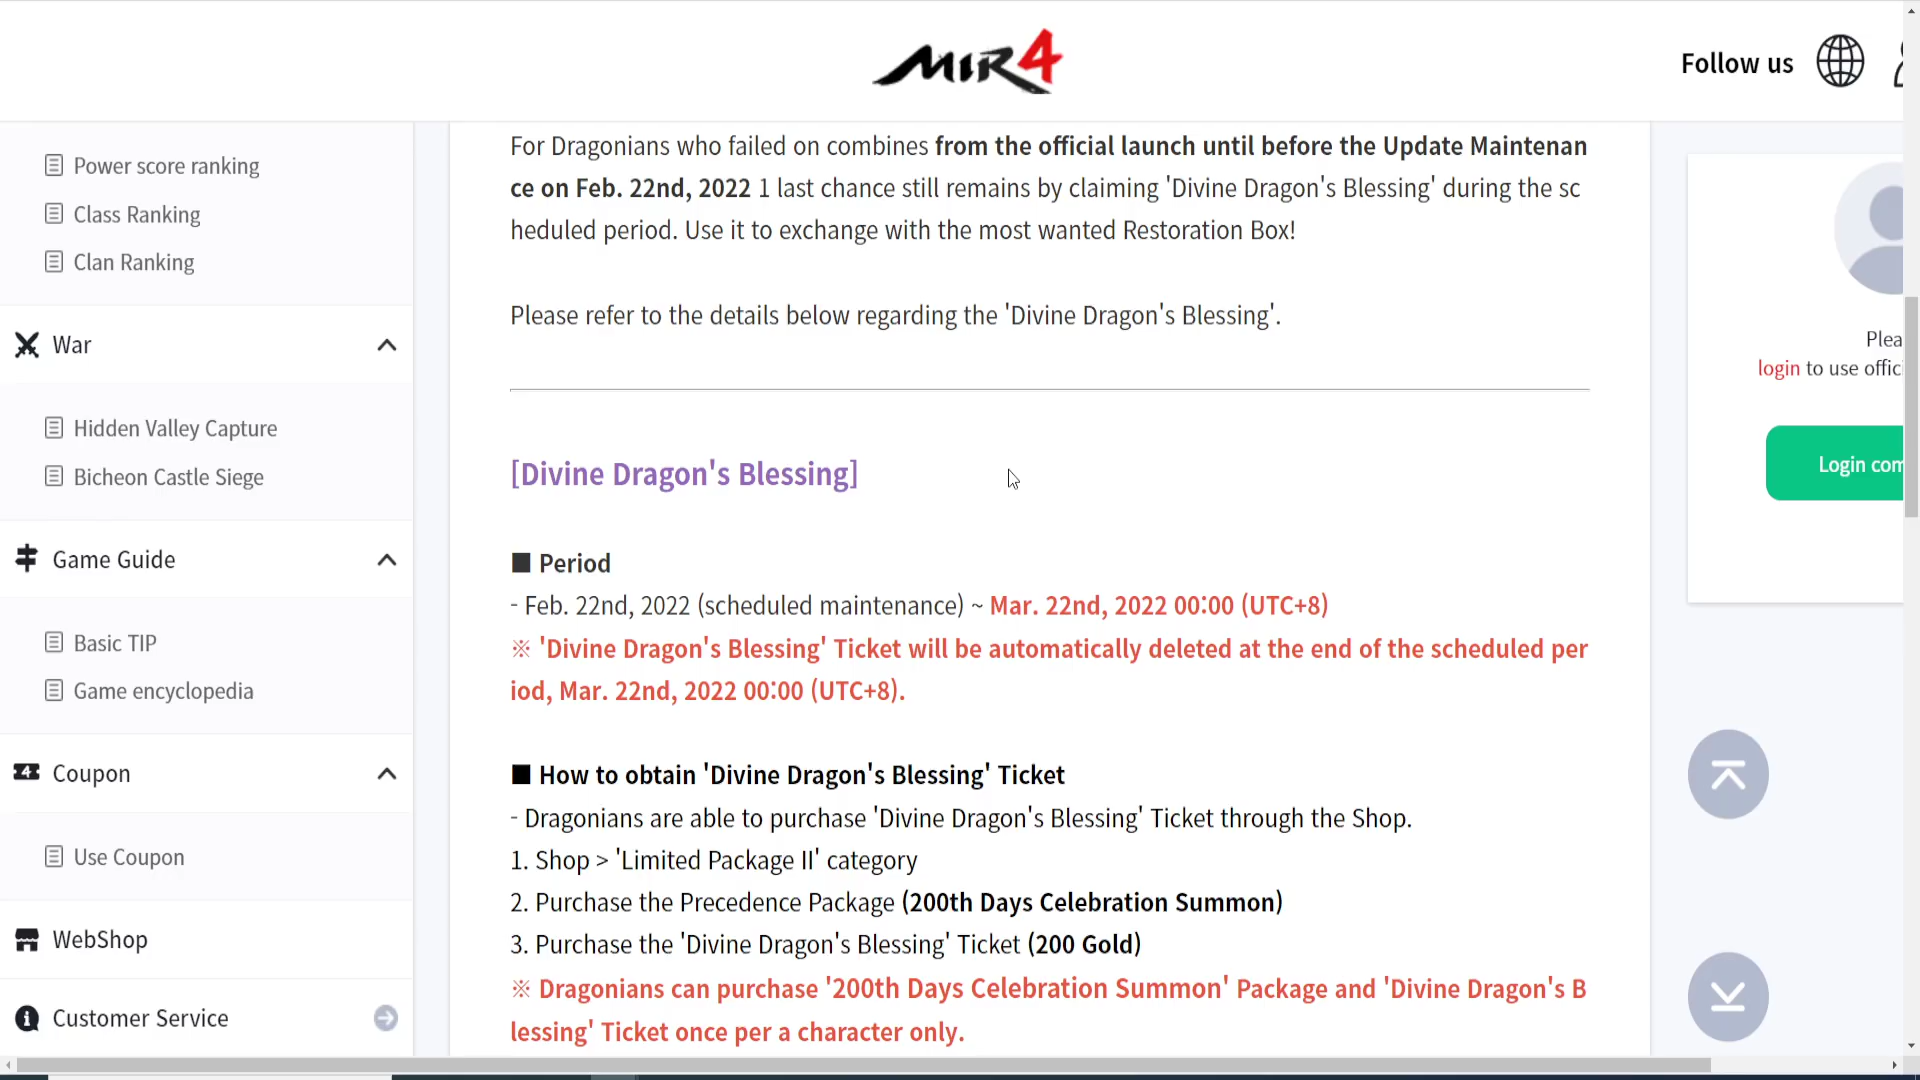 MIR4
Follow us
Power score ranking
Class Ranking
Clan Ranking
War
Hidden Valley Capture
Bicheon Castle Siege
Game Guide
Basic TIP
Game encyclopedia
Coupon
Use Coupon
WebShop
Customer Service
For Dragonians who failed on combines from the official launch until before the Update Maintenan
ce on Feb. 22nd, 2022 1 last chance still remains by claiming 'Divine Dragon's Blessing' during the sc
heduled period. Use it to exchange with the most wanted Restoration Box!
Please refer to the details below regarding the 'Divine Dragon's Blessing'.
[Divine Dragon's Blessing]
■ Period
- Feb. 22nd, 2022 (scheduled maintenance) ~ Mar. 22nd, 2022 00:00 (UTC+8)
※ 'Divine Dragon's Blessing' Ticket will be automatically deleted at the end of the scheduled per
iod, Mar. 22nd, 2022 00:00 (UTC+8).
■ How to obtain 'Divine Dragon's Blessing' Ticket
- Dragonians are able to purchase 'Divine Dragon's Blessing' Ticket through the Shop.
1. Shop > 'Limited Package II' category
2. Purchase the Precedence Package (200th Days Celebration Summon)
3. Purchase the 'Divine Dragon's Blessing' Ticket (200 Gold)
※ Dragonians can purchase '200th Days Celebration Summon' Package and 'Divine Dragon's B
lessing' Ticket once per a character only.
Plea
login to use offic
Login com